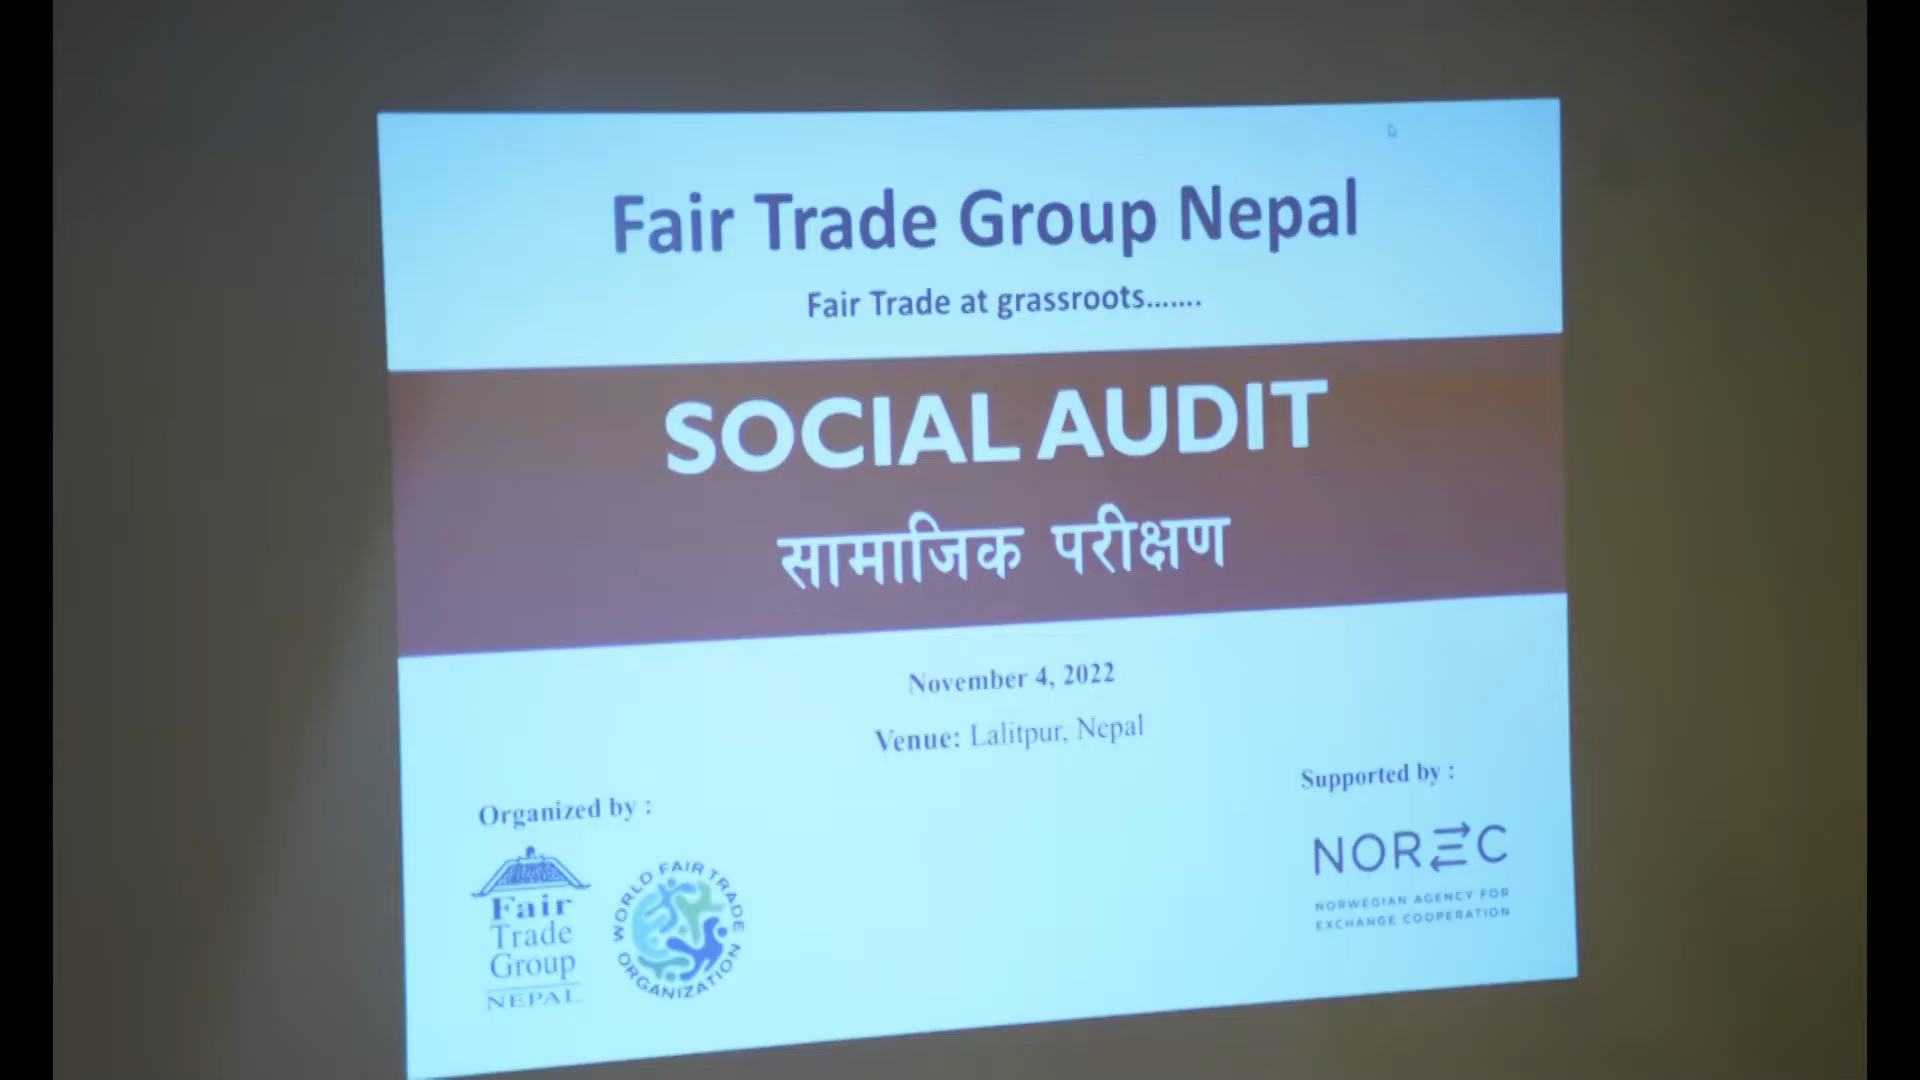 Fair Trade Group Nepal
Fair Trade at grassroots.......
SOCIAL AUDIT
सामाजिक परीक्षण
November 4, 2022
Venue: Lalitpur, Nepal
Organized by :
Supported by :
Fair
Trade
Group
NEPAL
WORLD FAIR TRADE ORGANIZATION
NOREC
NORWEGIAN AGENCY FOR
EXCHANGE COOPERATION